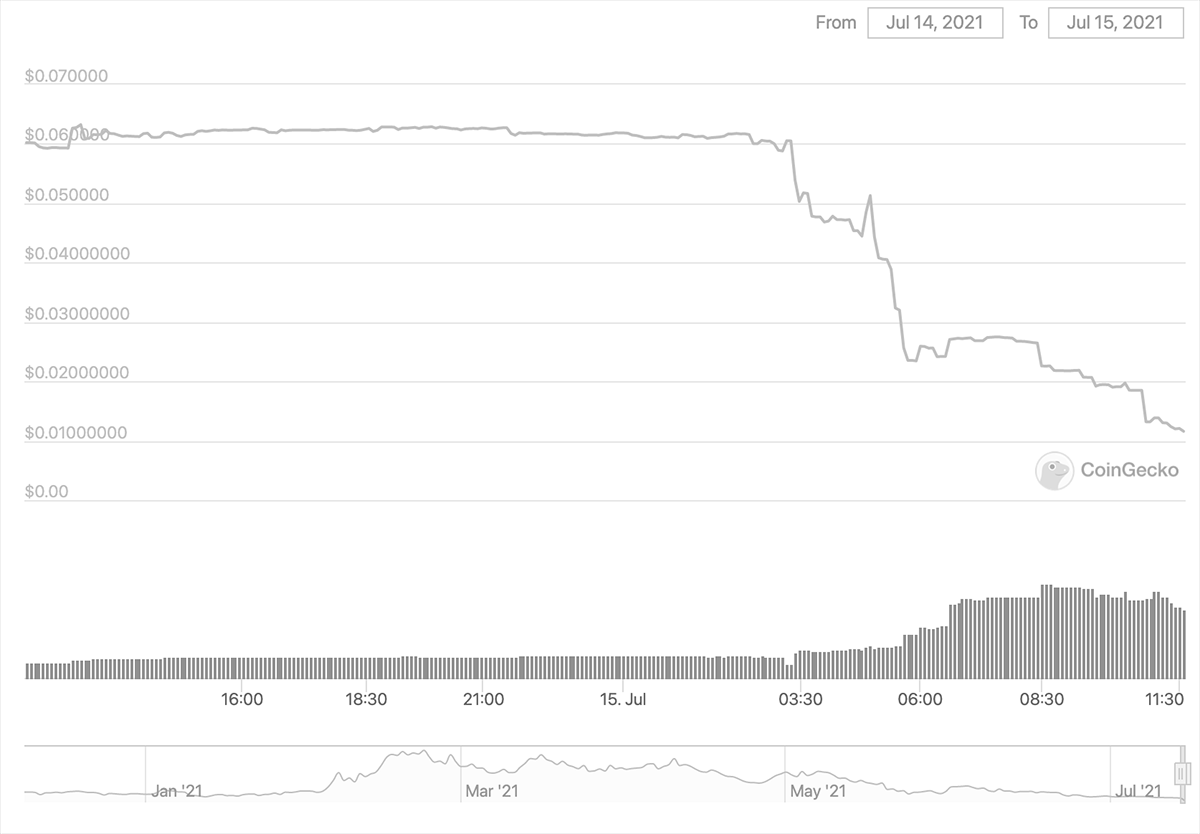 From Jul 14, 2021 To Jul 15, 2021
$0.070000
$0.060000
$0.050000
$0.04000000
$0.03000000
$0.02000000
$0.01000000
CoinGecko
$0.00
16:00 18:30 21:00 15. Jul 03:30 06:00 08:30 11:30
Jan '21 Mar '21 May '21 Jul '21